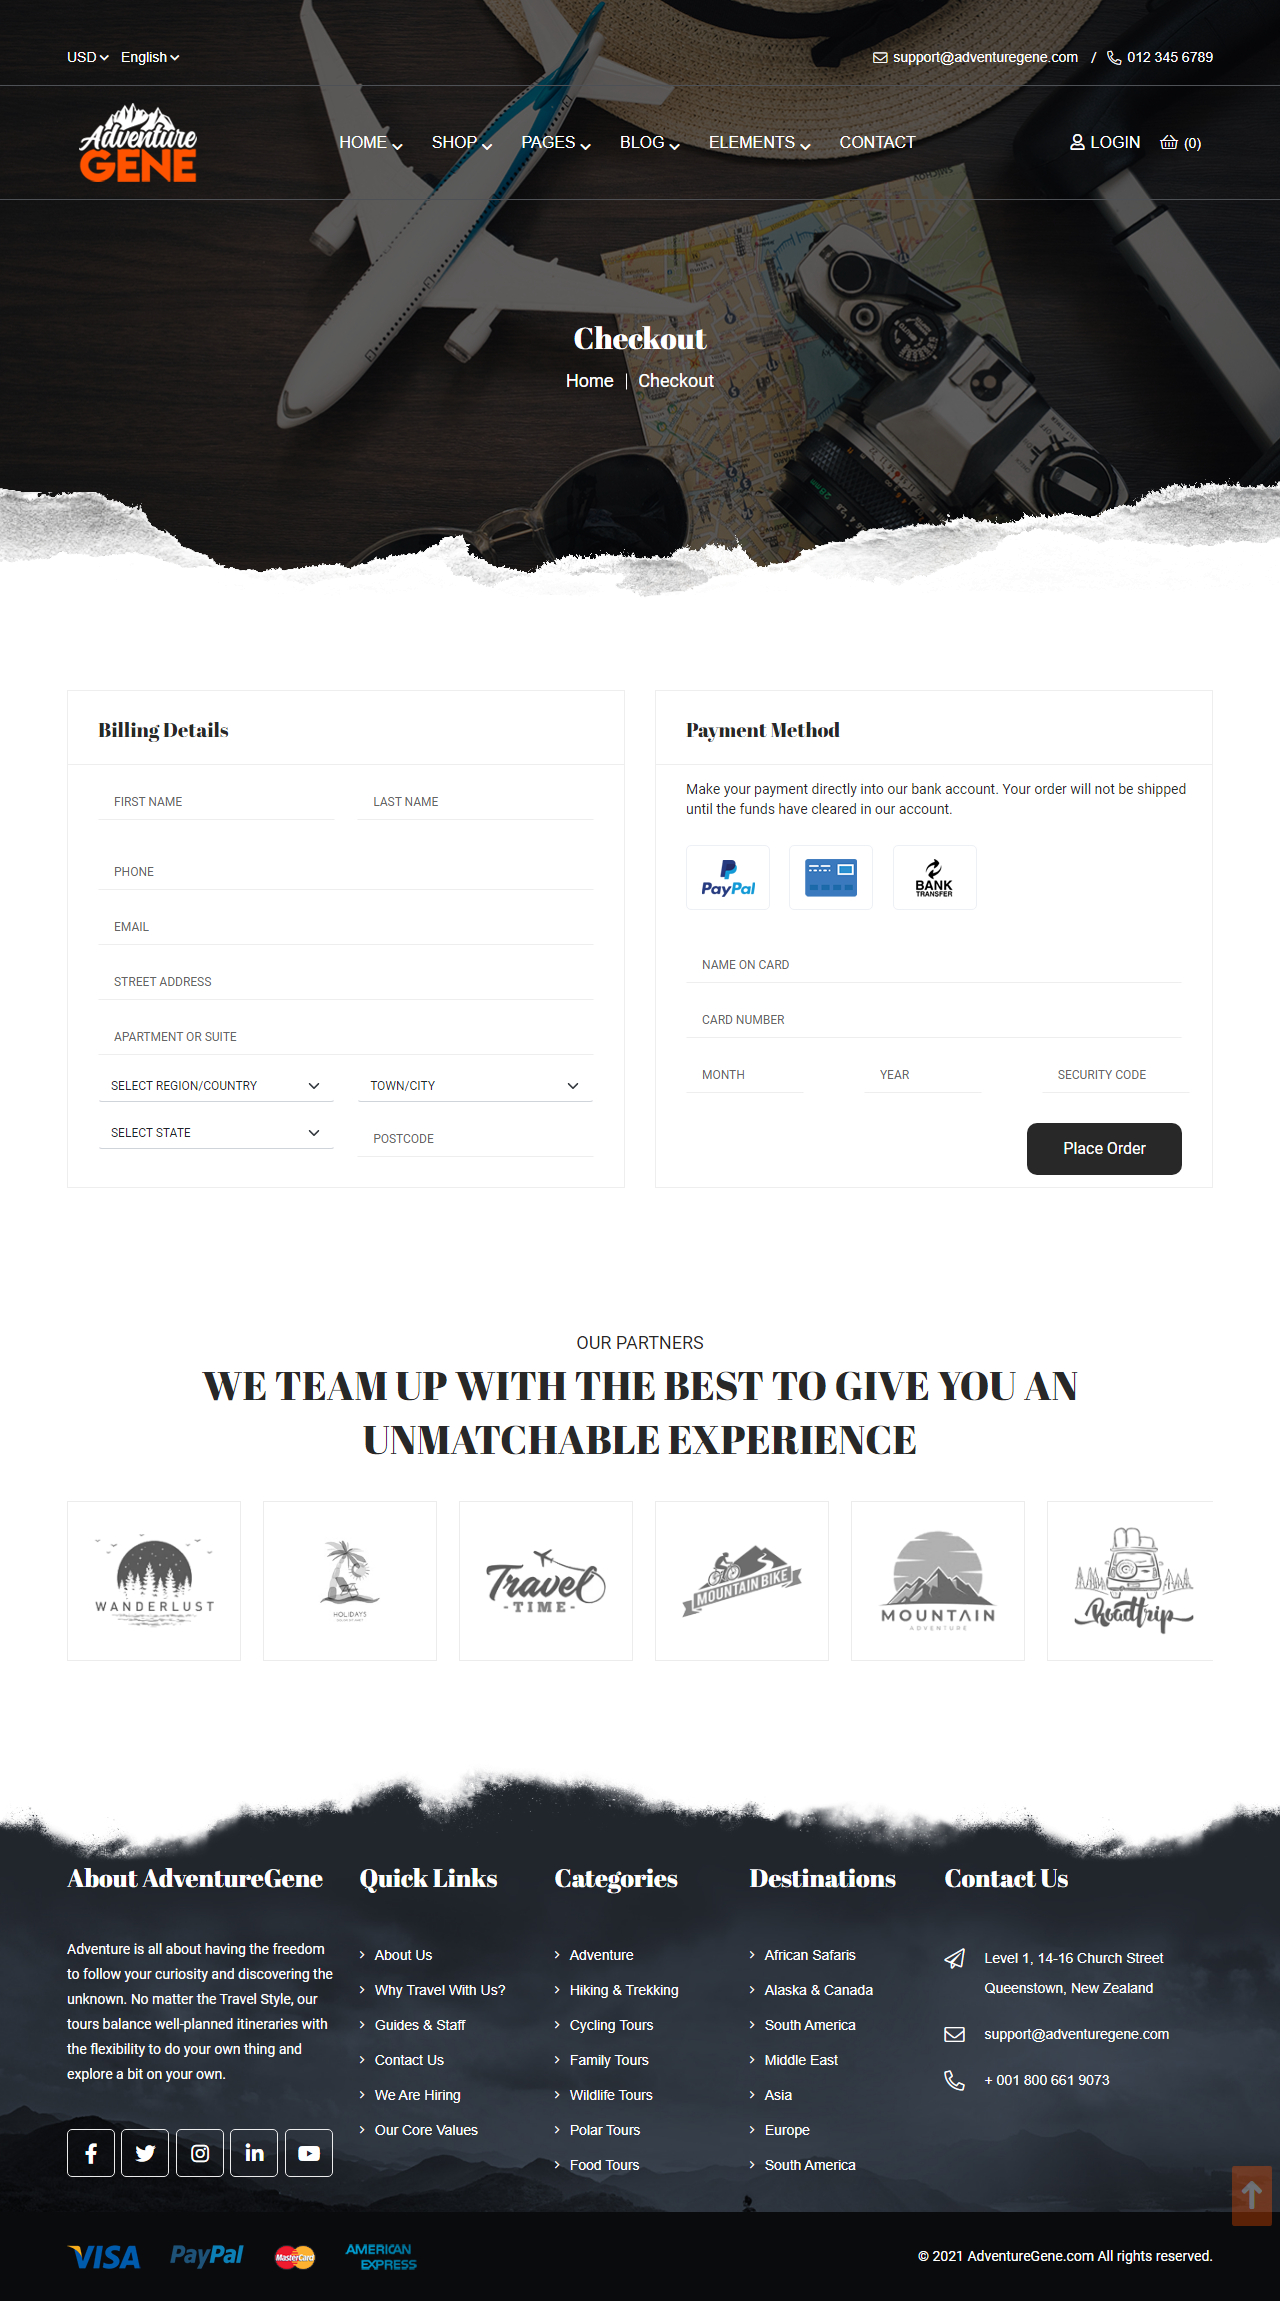 USD English
support@adventuregene.com / 012 345 6789
Adventure
GENE
HOME SHOP PAGES BLOG ELEMENTS CONTACT
LOGIN (0)
Checkout
Home | Checkout
Billing Details
FIRST NAME LAST NAME
PHONE
EMAIL
STREET ADDRESS
APARTMENT OR SUITE
SELECT REGION/COUNTRY TOWN/CITY
SELECT STATE POSTCODE
Payment Method
Make your payment directly into our bank account. Your order will not be shipped
until the funds have cleared in our account.
PayPal
BANK
TRANSFER
NAME ON CARD
CARD NUMBER
MONTH YEAR SECURITY CODE
Place Order
OUR PARTNERS
WE TEAM UP WITH THE BEST TO GIVE YOU AN
UNMATCHABLE EXPERIENCE
WANDERLUST
HOLIDAYS
Travel
-TIME-
MOUNTAIN BIKE
MOUNTAIN
ADVENTURE
Roadtrip
About AdventureGene
Adventure is all about having the freedom
to follow your curiosity and discovering the
unknown. No matter the Travel Style, our
tours balance well-planned itineraries with
the flexibility to do your own thing and
explore a bit on your own.
Quick Links
About Us
Why Travel With Us?
Guides & Staff
Contact Us
We Are Hiring
Our Core Values
Categories
Adventure
Hiking & Trekking
Cycling Tours
Family Tours
Wildlife Tours
Polar Tours
Food Tours
Destinations
African Safaris
Alaska & Canada
South America
Middle East
Asia
Europe
South America
Contact Us
Level 1, 14-16 Church Street
Queenstown, New Zealand
support@adventuregene.com
+ 001 800 661 9073
VISA PayPal MasterCard AMERICAN
EXPRESS
© 2021 AdventureGene.com All rights reserved.